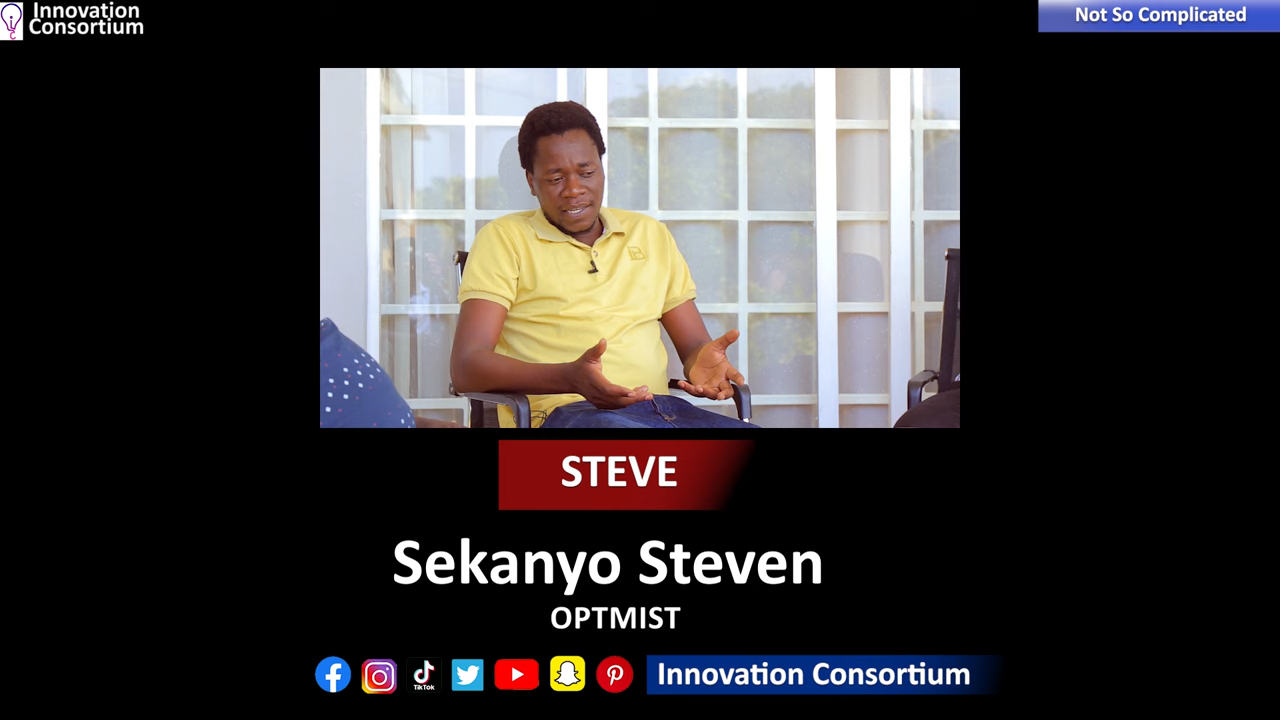 Innovation
Consortium
Not So Complicated
STEVE
Sekanyo Steven
OPTMIST
TikTok
Innovation Consortium